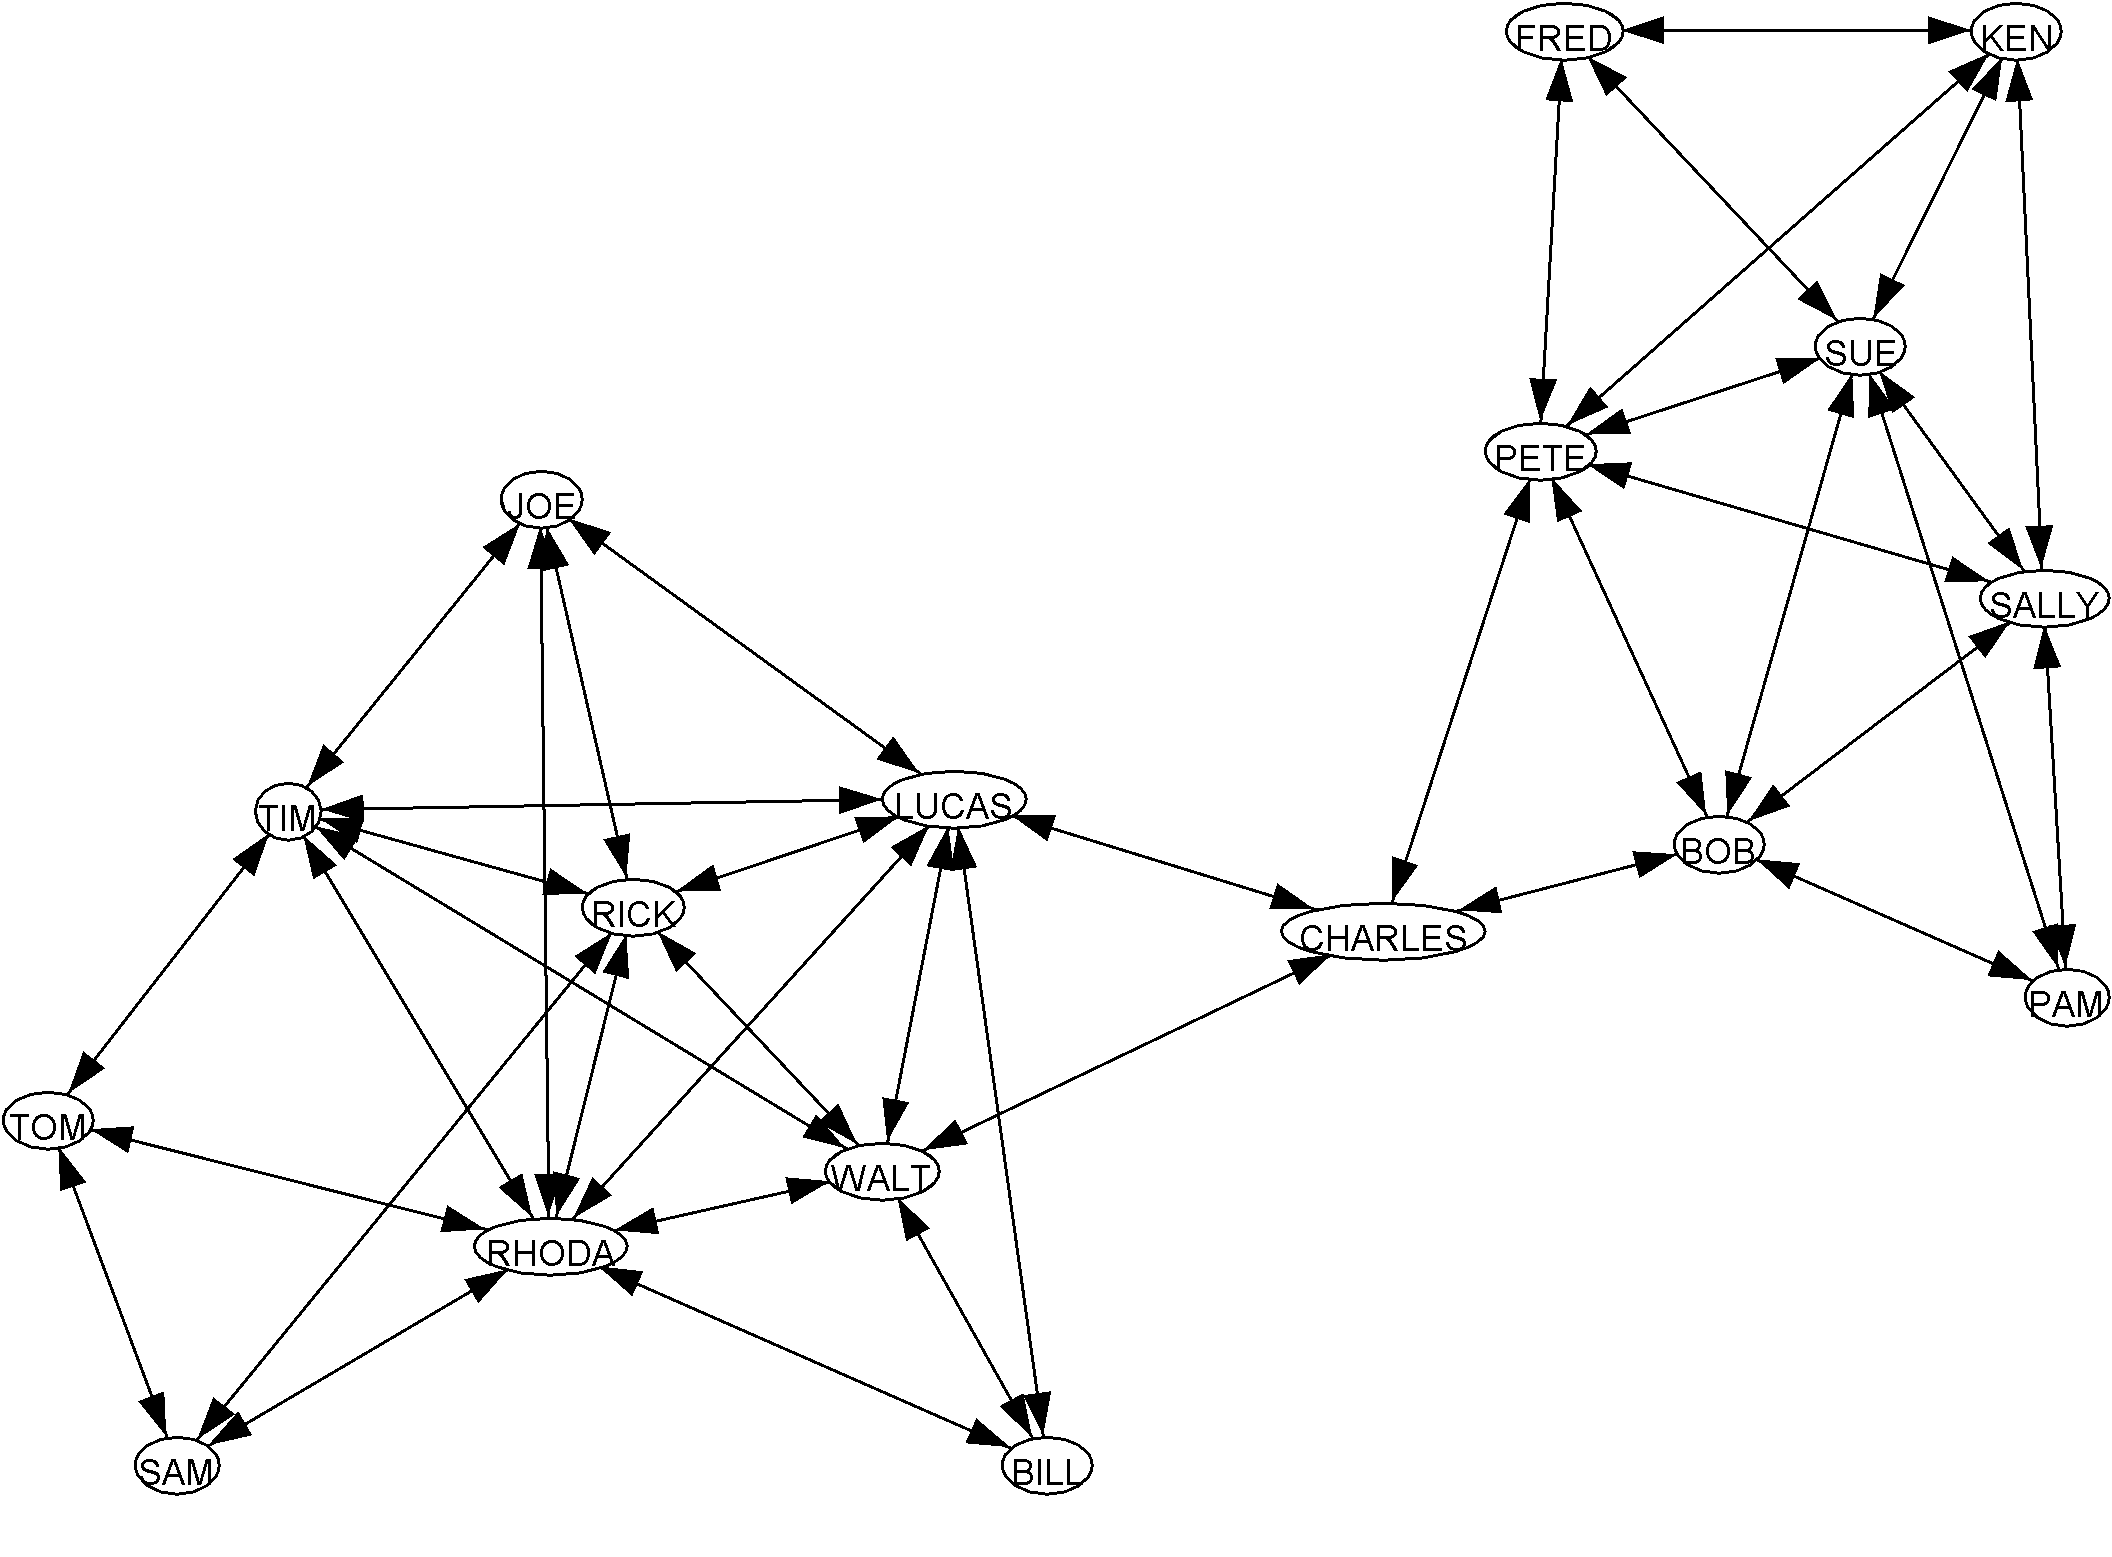 FRED
KEN
SUE
PETE
JOE
SALLY
TIM
LUCAS
BOB
RICK
CHARLES
PAM
TOM
WALT
RHODA
SAM
BILL